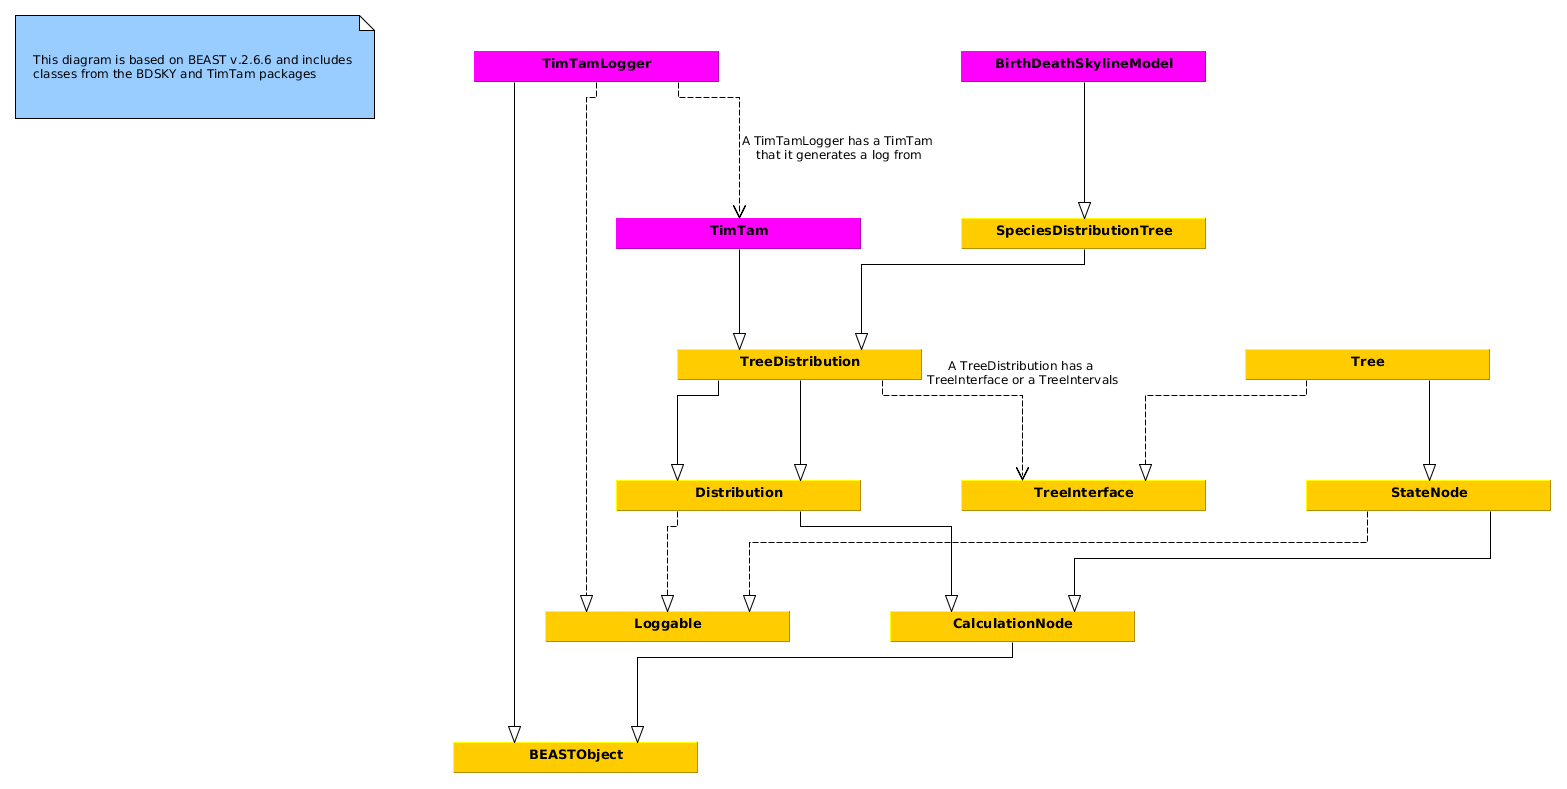 This diagram is based on BEAST v.2.6.6 and includes
classes from the BDSKY and TimTam packages
TimTamLogger
BirthDeathSkylineModel
A TimTamLogger has a TimTam
that it generates a log from
TimTam
SpeciesDistributionTree
TreeDistribution
A TreeDistribution has a
TreeInterface or a TreeIntervals
Tree
Distribution
TreeInterface
StateNode
Loggable
CalculationNode
BEASTObject